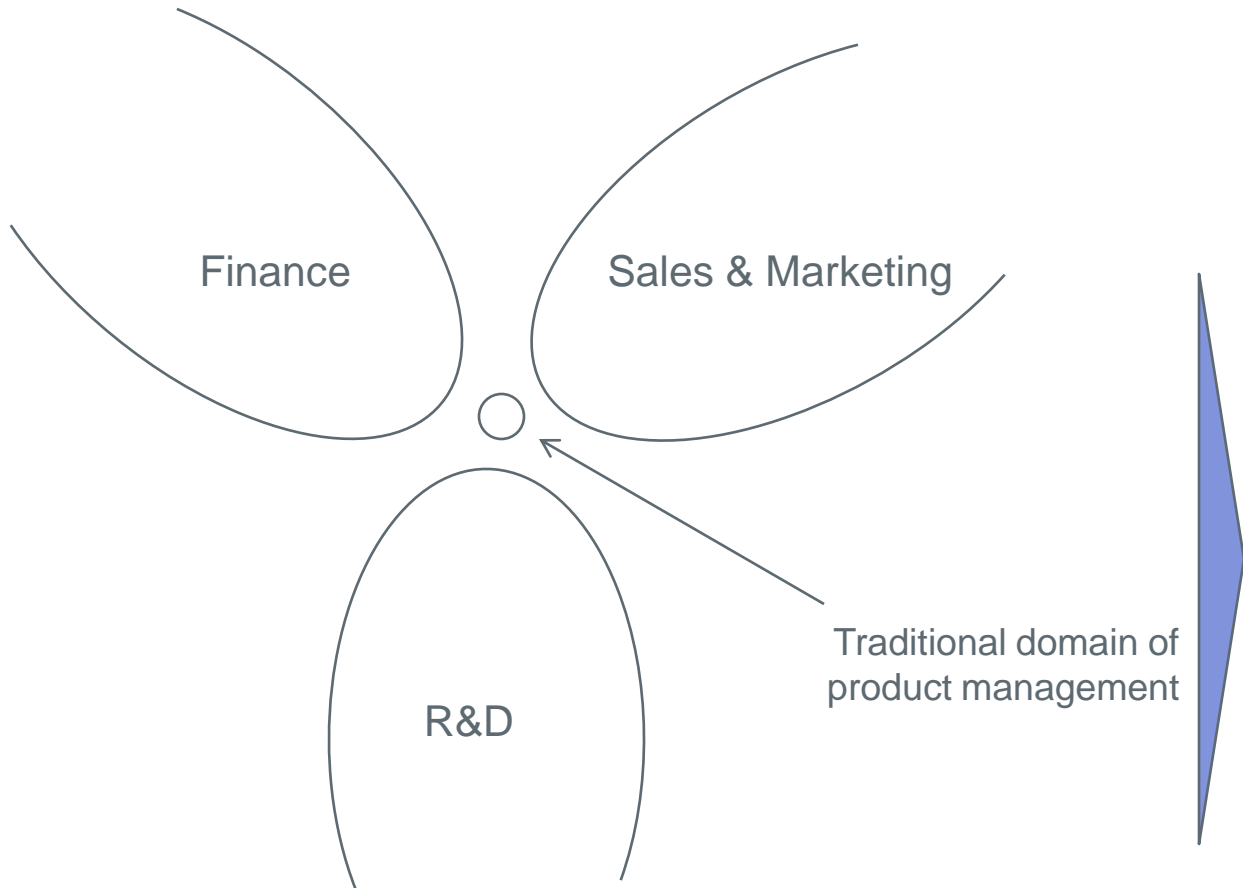 Finance
Sales & Marketing
R&D
Traditional domain of
product management